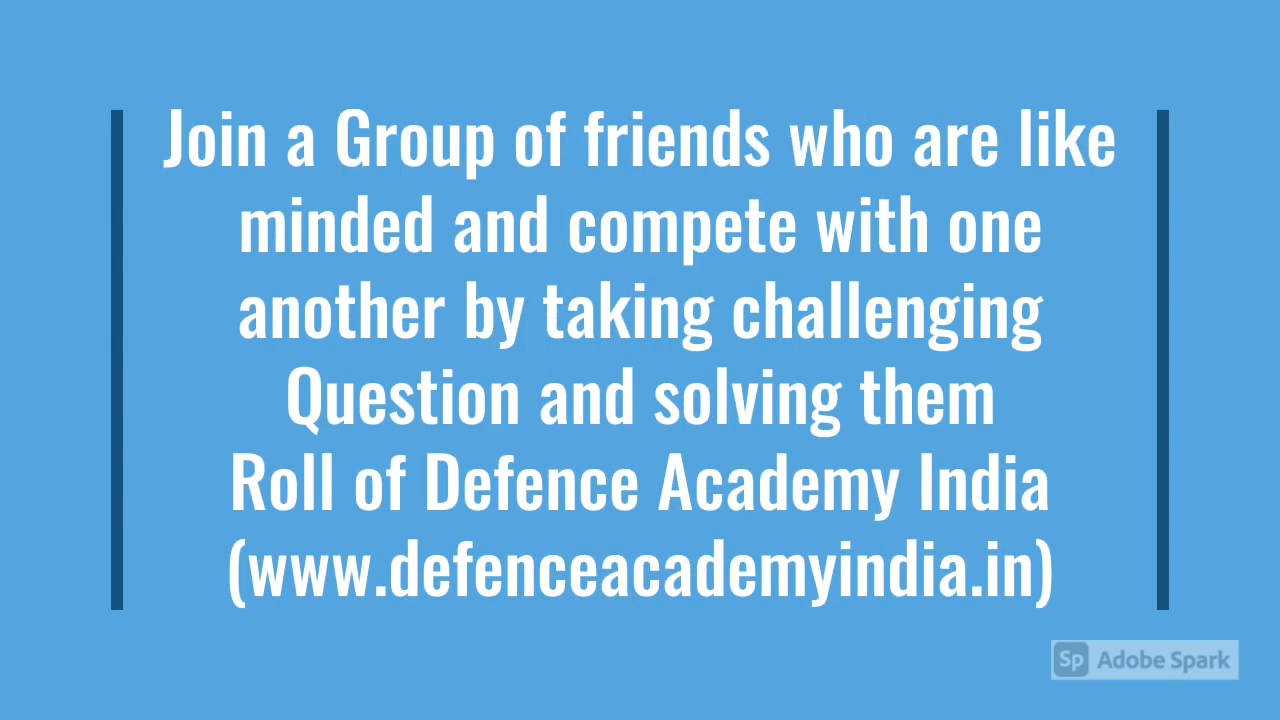 Join a Group of friends who are like
minded and compete with one
another by taking challenging
Question and solving them
Roll of Defence Academy India
(www.defenceacademyindia.in)
Sp Adobe Spark